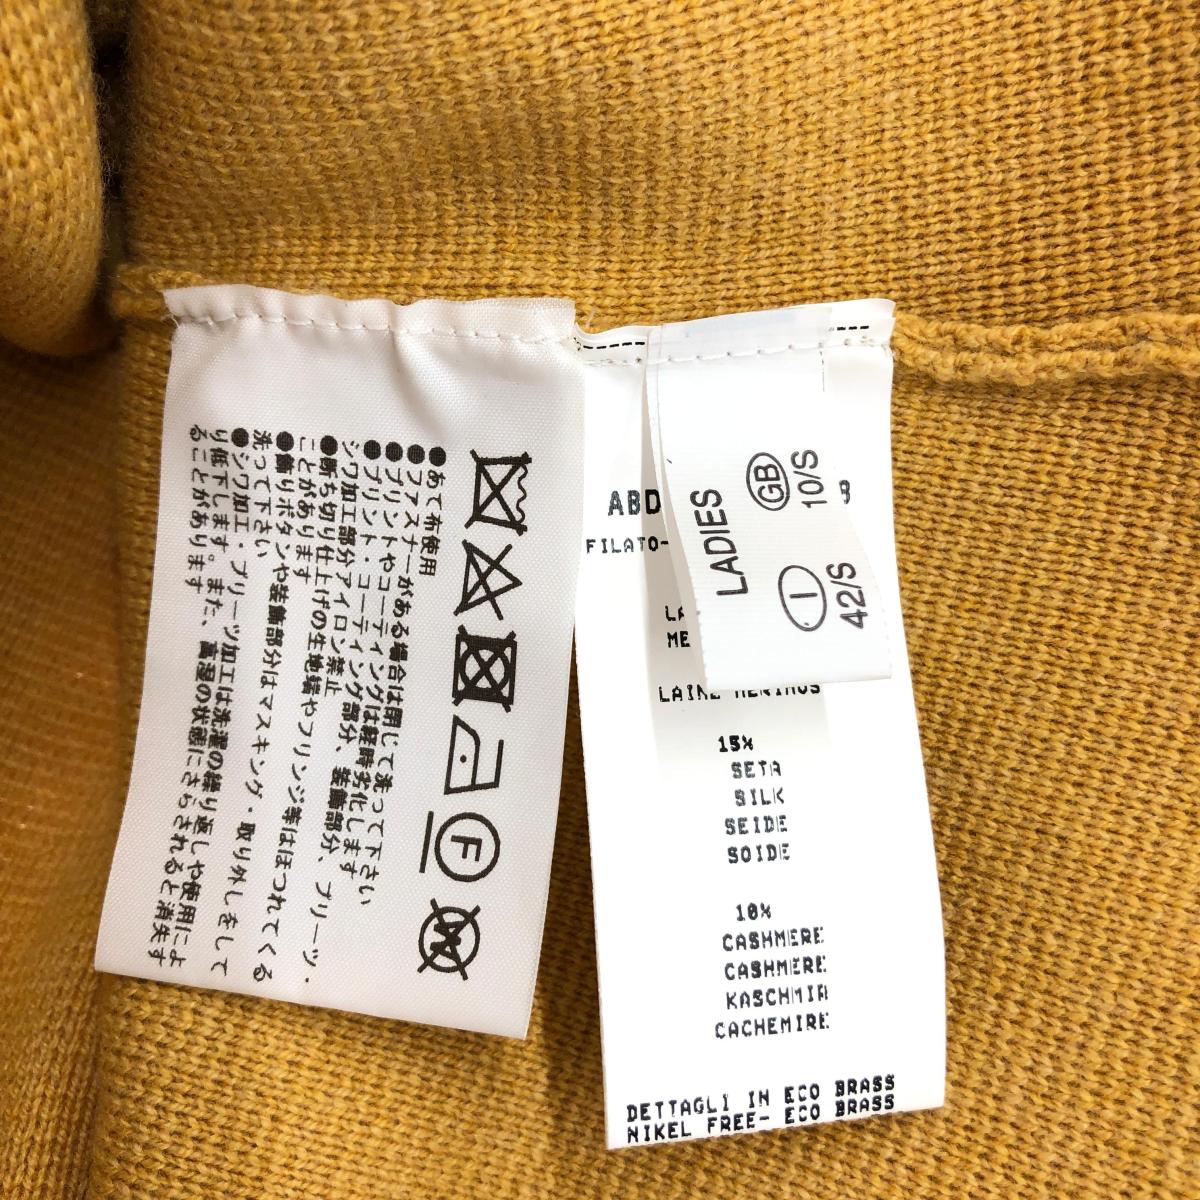 ●あて布使用
●ファスナーがある場合は閉じて洗って下さい
●プリントやコーティングは経時劣化します
●プリント、コーティング部分、装飾部分、プリーツ・
シワ加工部分アイロン禁止
●断ち切り仕上げの生地端やフリンジ等はほつれてくる
ことがあります
●飾りボタンや装飾部分はマスキング・取り外しをして
洗って下さい
●シワ加工・プリーツ加工は洗濯の繰り返しや使用によ
り低下します。また、高湿の状態にさらされると消失す
ることがあります
F
W
LADIES
GB
10/S
I
42/S
ABD
FILATO-
ME
LAINE MERINOS
15%
SETA
SILK
SEIDE
SOIDE
10%
CASHMERE
CASHMERE
KASCHMIR
CACHEMIRE
DETTAGLI IN ECO BRASS
NIKEL FREE- ECO BRASS